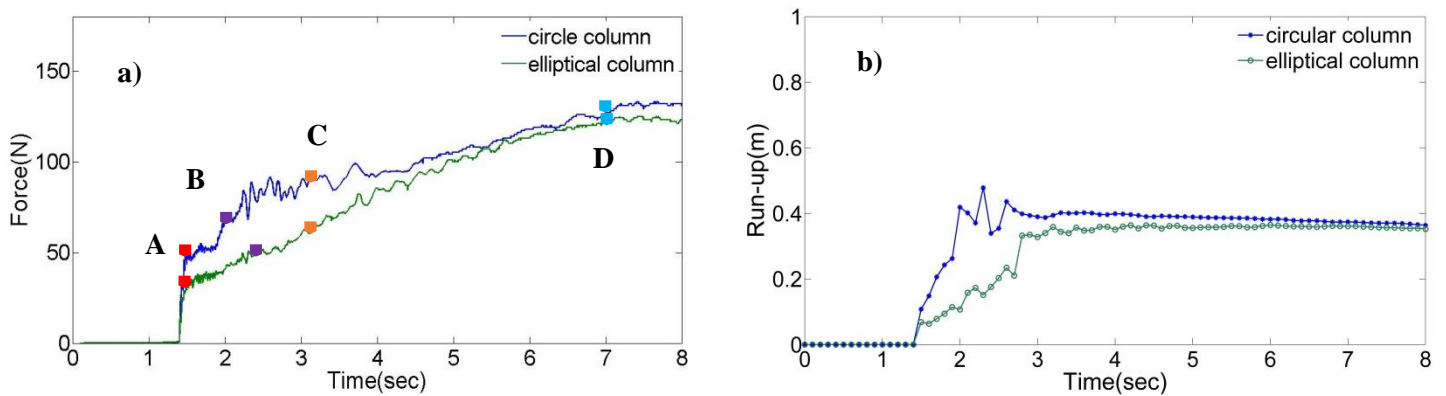 a)
circle column
elliptical column
150
100
50
0
Force(N)
A
B
C
D
0 1 2 3 4 5 6 7 8
Time(sec)
b)
circular column
elliptical column
1
0.8
0.6
0.4
0.2
0
Run-up(m)
0 1 2 3 4 5 6 7 8
Time(sec)